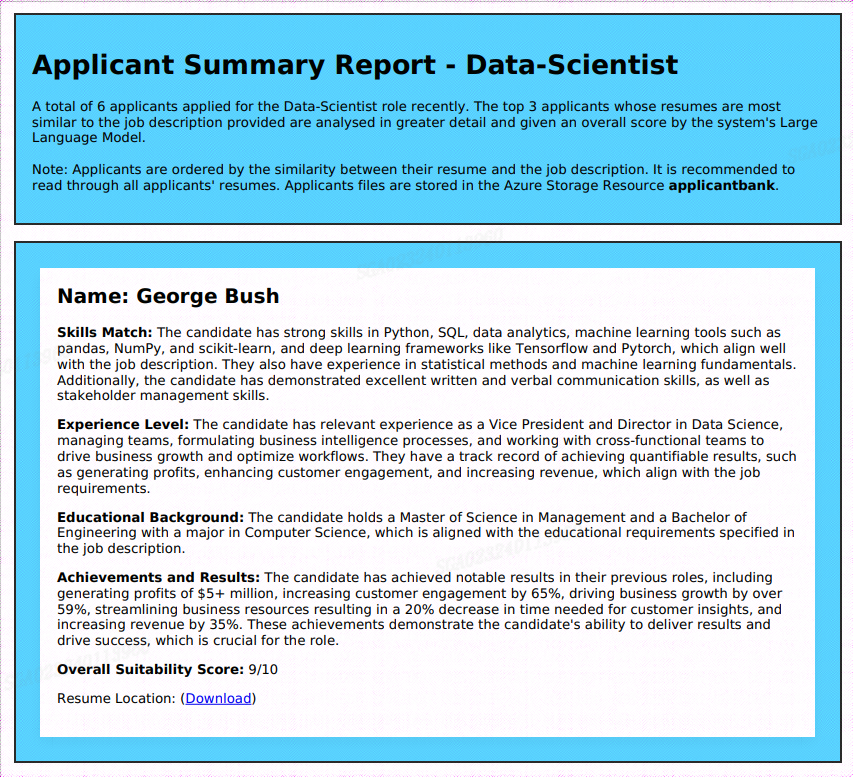 Applicant Summary Report - Data-Scientist
A total of 6 applicants applied for the Data-Scientist role recently. The top 3 applicants whose resumes are most
similar to the job description provided are analysed in greater detail and given an overall score by the system's Large
Language Model.
Note: Applicants are ordered by the similarity between their resume and the job description. It is recommended to
read through all applicants' resumes. Applicants files are stored in the Azure Storage Resource applicantbank.
Name: George Bush
Skills Match: The candidate has strong skills in Python, SQL, data analytics, machine learning tools such as
pandas, NumPy, and scikit-learn, and deep learning frameworks like Tensorflow and Pytorch, which align well
with the job description. They also have experience in statistical methods and machine learning fundamentals.
Additionally, the candidate has demonstrated excellent written and verbal communication skills, as well as
stakeholder management skills.
Experience Level: The candidate has relevant experience as a Vice President and Director in Data Science,
managing teams, formulating business intelligence processes, and working with cross-functional teams to
drive business growth and optimize workflows. They have a track record of achieving quantifiable results, such
as generating profits, enhancing customer engagement, and increasing revenue, which align with the job
requirements.
Educational Background: The candidate holds a Master of Science in Management and a Bachelor of
Engineering with a major in Computer Science, which is aligned with the educational requirements specified in
the job description.
Achievements and Results: The candidate has achieved notable results in their previous roles, including
generating profits of $5+ million, increasing customer engagement by 65%, driving business growth by over
59%, streamlining business resources resulting in a 20% decrease in time needed for customer insights, and
increasing revenue by 35%. These achievements demonstrate the candidate's ability to deliver results and
drive success, which is crucial for the role.
Overall Suitability Score: 9/10
Resume Location: (Download)